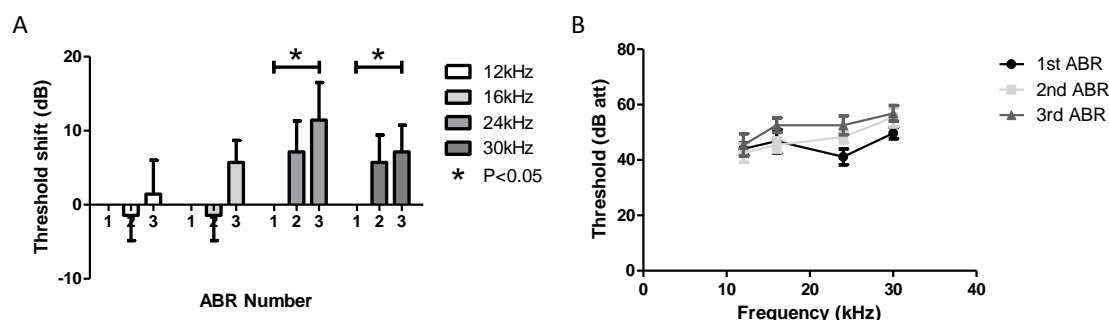 A
Threshold shift (dB)
20
10
0
-10
*
*
1 2 3
1 2 3
1 2 3
1 2 3
ABR Number
12kHz
16kHz
24kHz
30kHz
* P<0.05
B
Threshold (dB att)
80
60
40
20
0
0 10 20 30 40
Frequency (kHz)
1st ABR
2nd ABR
3rd ABR